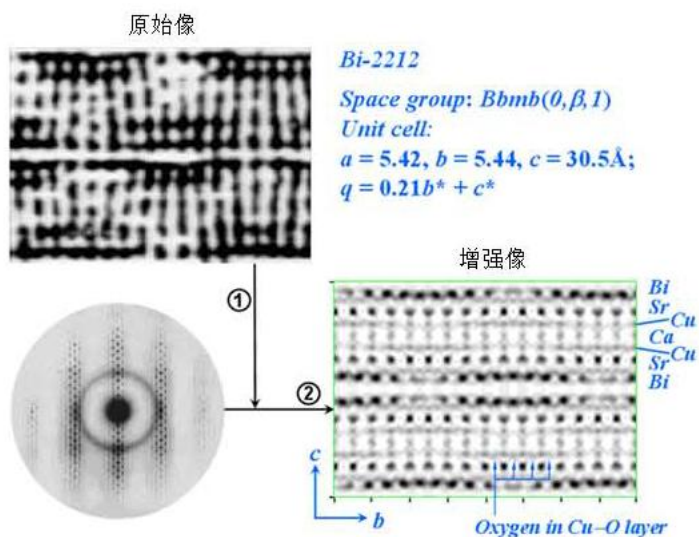 原始像
Bi-2212
Space group: Bbmb(0,β,1)
Unit cell:
a = 5.42, b = 5.44, c = 30.5Å;
q = 0.21b* + c*
①
增强像
Bi
Sr
Cu
Ca
Cu
Sr
Bi
②
c
b
Oxygen in Cu–O layer